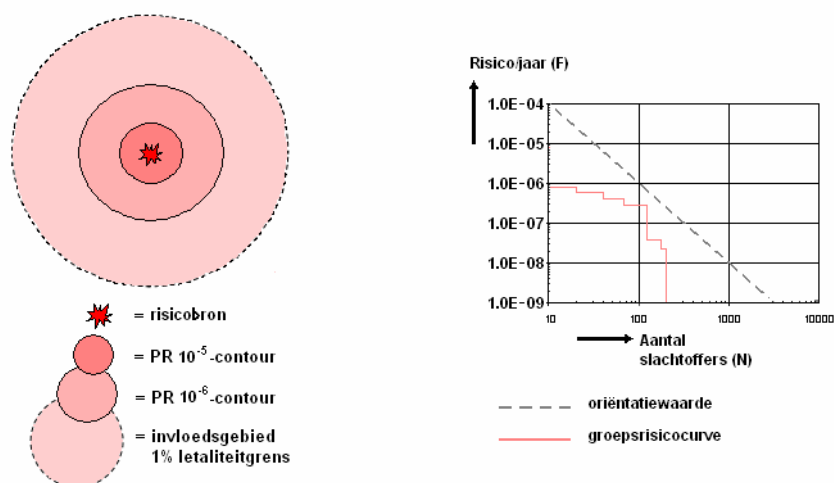 = risicobron
= PR 10-5-contour
= PR 10-6-contour
= invloedsgebied
1% letaliteitgrens
Risico/jaar (F)
1.0E-04
1.0E-05
1.0E-06
1.0E-07
1.0E-08
1.0E-09
10 100 1000 10000
Aantal
slachtoffers (N)
oriëntatiewaarde
groepsrisicocurve